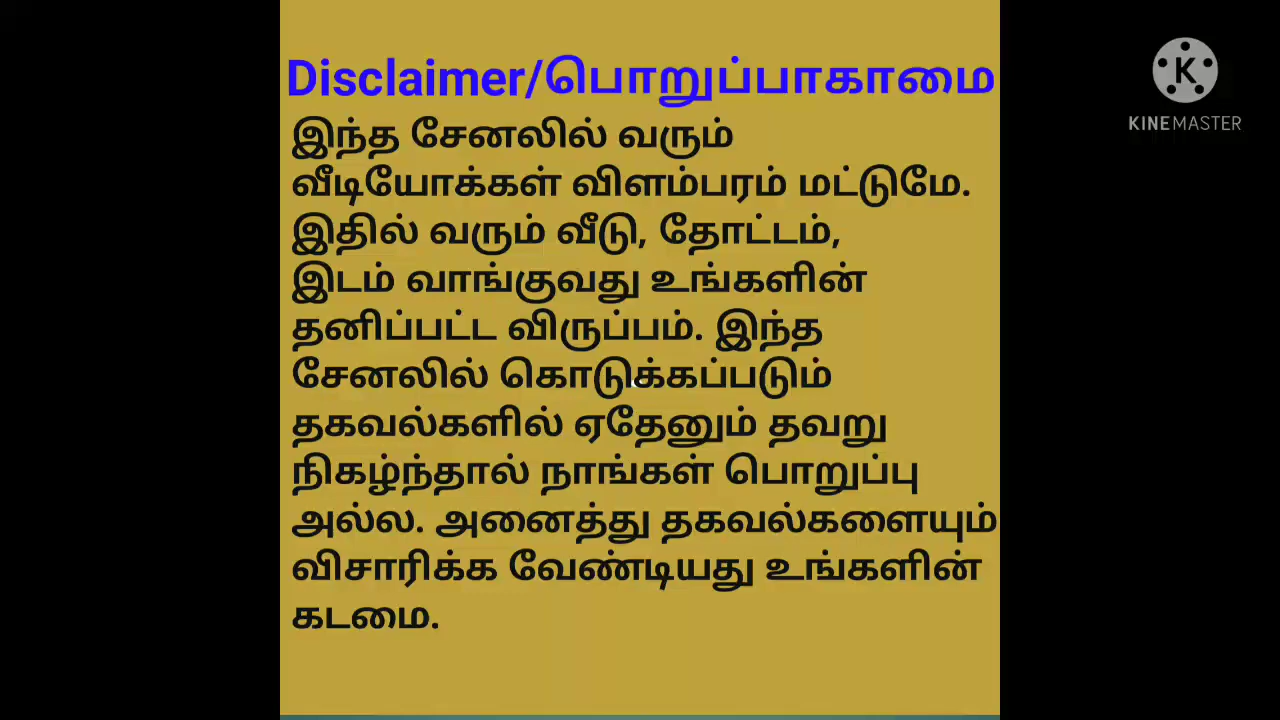 Disclaimer/பொறுப்பாகாமை
இந்த சேனலில் வரும்
வீடியோக்கள் விளம்பரம் மட்டுமே.
இதில் வரும் வீடு, தோட்டம்,
இடம் வாங்குவது உங்களின்
தனிப்பட்ட விருப்பம். இந்த
சேனலில் கொடுக்கப்படும்
தகவல்களில் ஏதேனும் தவறு
நிகழ்ந்தால் நாங்கள் பொறுப்பு
அல்ல. அனைத்து தகவல்களையும்
விசாரிக்க வேண்டியது உங்களின்
கடமை.
K
KINEMASTER